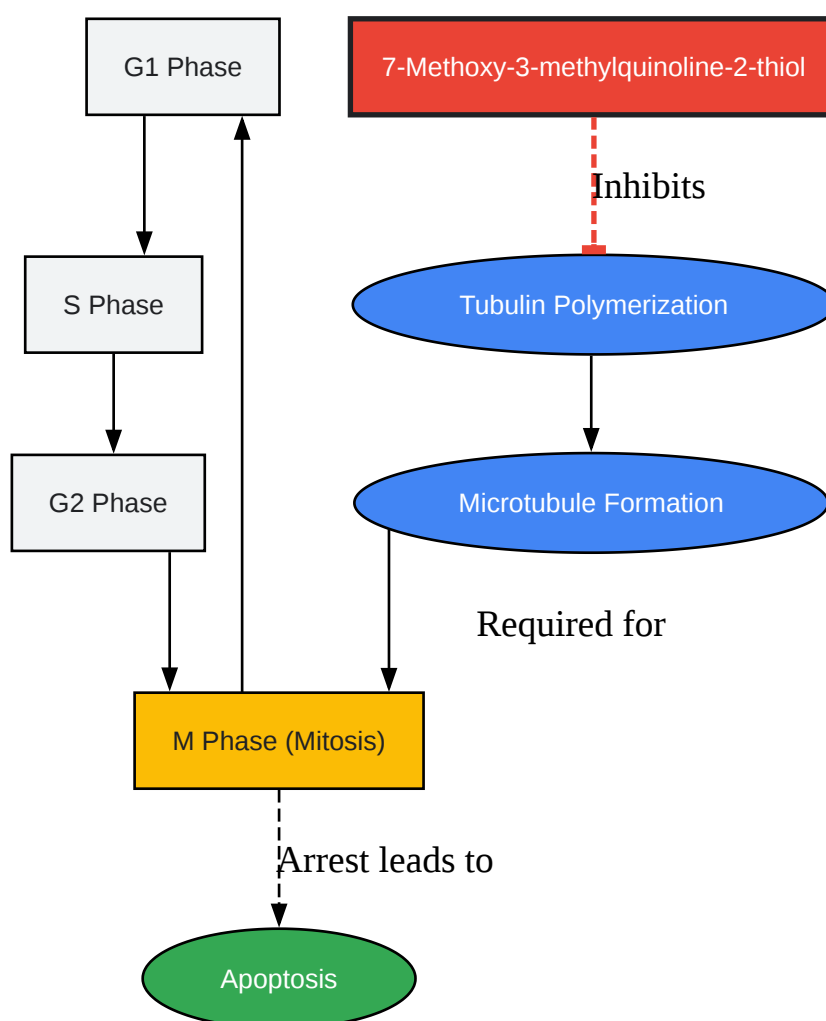 G1 Phase
7-Methoxy-3-methylquinoline-2-thiol
Inhibits
S Phase
Tubulin Polymerization
G2 Phase
Microtubule Formation
Required for
M Phase (Mitosis)
Arrest leads to
Apoptosis